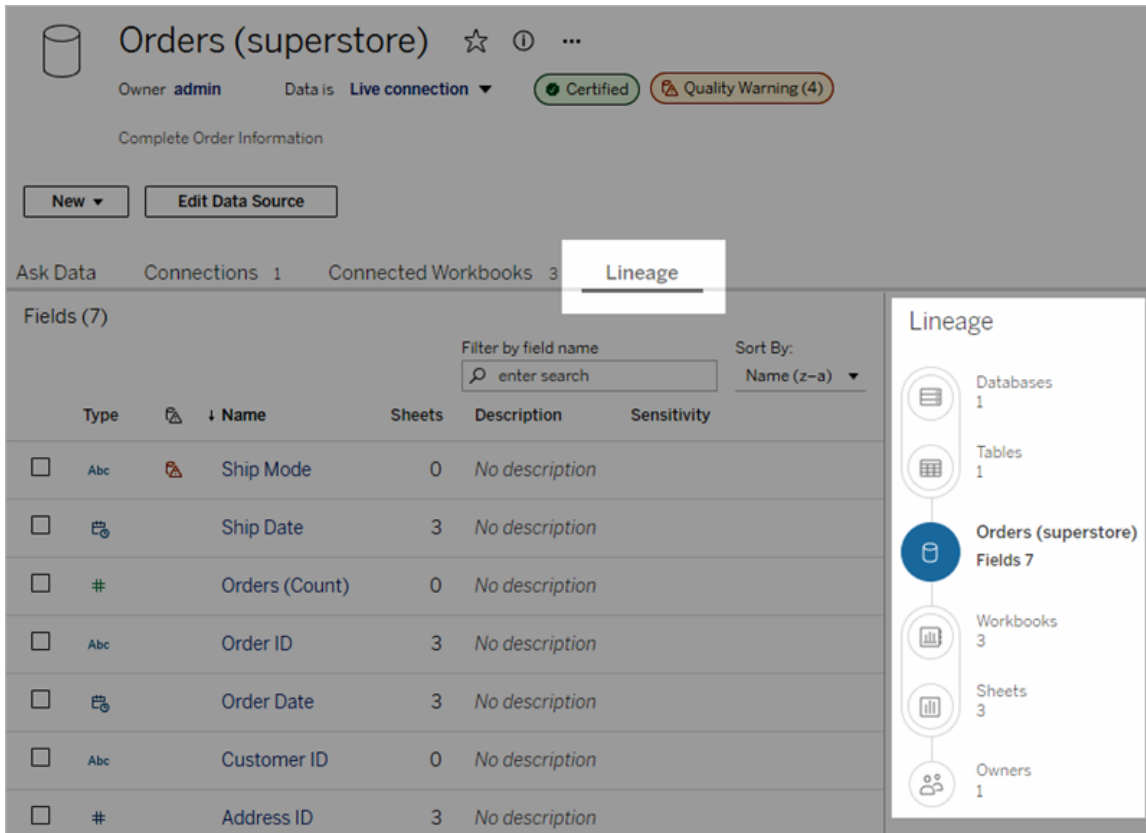 Orders (superstore)
Owner admin Data is Live connection Certified Quality Warning (4)
Complete Order Information
New Edit Data Source
Ask Data Connections 1 Connected Workbooks 3 Lineage
Fields (7)
Filter by field name Sort By:
enter search Name (z–a)
Type ↓ Name Sheets Description Sensitivity
Abc Ship Mode 0 No description
Ship Date 3 No description
# Orders (Count) 0 No description
Abc Order ID 3 No description
Order Date 3 No description
Abc Customer ID 0 No description
# Address ID 3 No description
Lineage
Databases
1
Tables
1
Orders (superstore)
Fields 7
Workbooks
3
Sheets
3
Owners
1